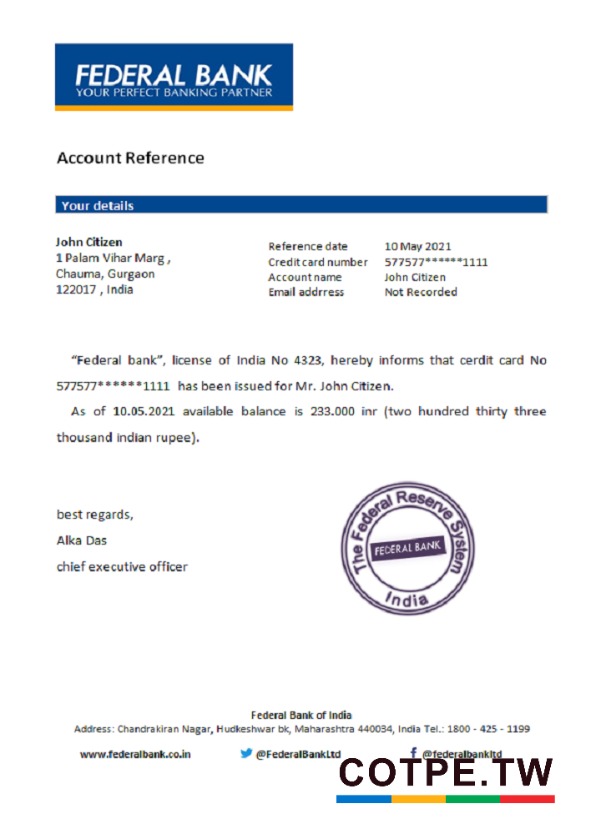 FEDERAL BANK
YOUR PERFECT BANKING PARTNER
Account Reference
Your details
John Citizen
1 Palam Vihar Marg ,
Chauma, Gurgaon
122017 , India
Reference date 10 May 2021
Credit card number 577577******1111
Account name John Citizen
Email addrress Not Recorded
“Federal bank”, license of India No 4323, hereby informs that cerdit card No
577577******1111 has been issued for Mr. John Citizen.
As of 10.05.2021 available balance is 233.000 inr (two hundred thirty three
thousand indian rupee).
best regards,
Alka Das
chief executive officer
The Federal Reserve System
FEDERAL BANK
India
Federal Bank of India
Address: Chandrakiran Nagar, Hudkeshwar bk, Maharashtra 440034, India Tel.: 1800 - 425 - 1199
www.federalbank.co.in @FederalBankLtd @federalbankltd
COTPE.TW